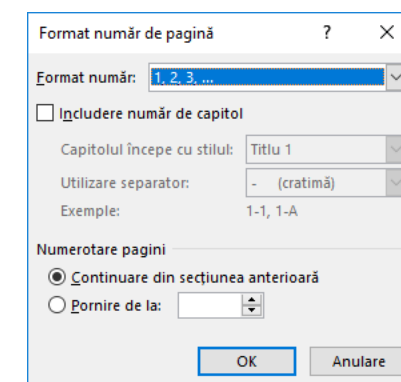 Format număr de pagină ? ×
Format număr: 1, 2, 3, ...
Includere număr de capitol
Capitolul începe cu stilul: Titlu 1
Utilizare separator: - (cratimă)
Exemple: 1-1, 1-A
Numerotare pagini
Continuare din secțiunea anterioară
Pornire de la:
OK Anulare